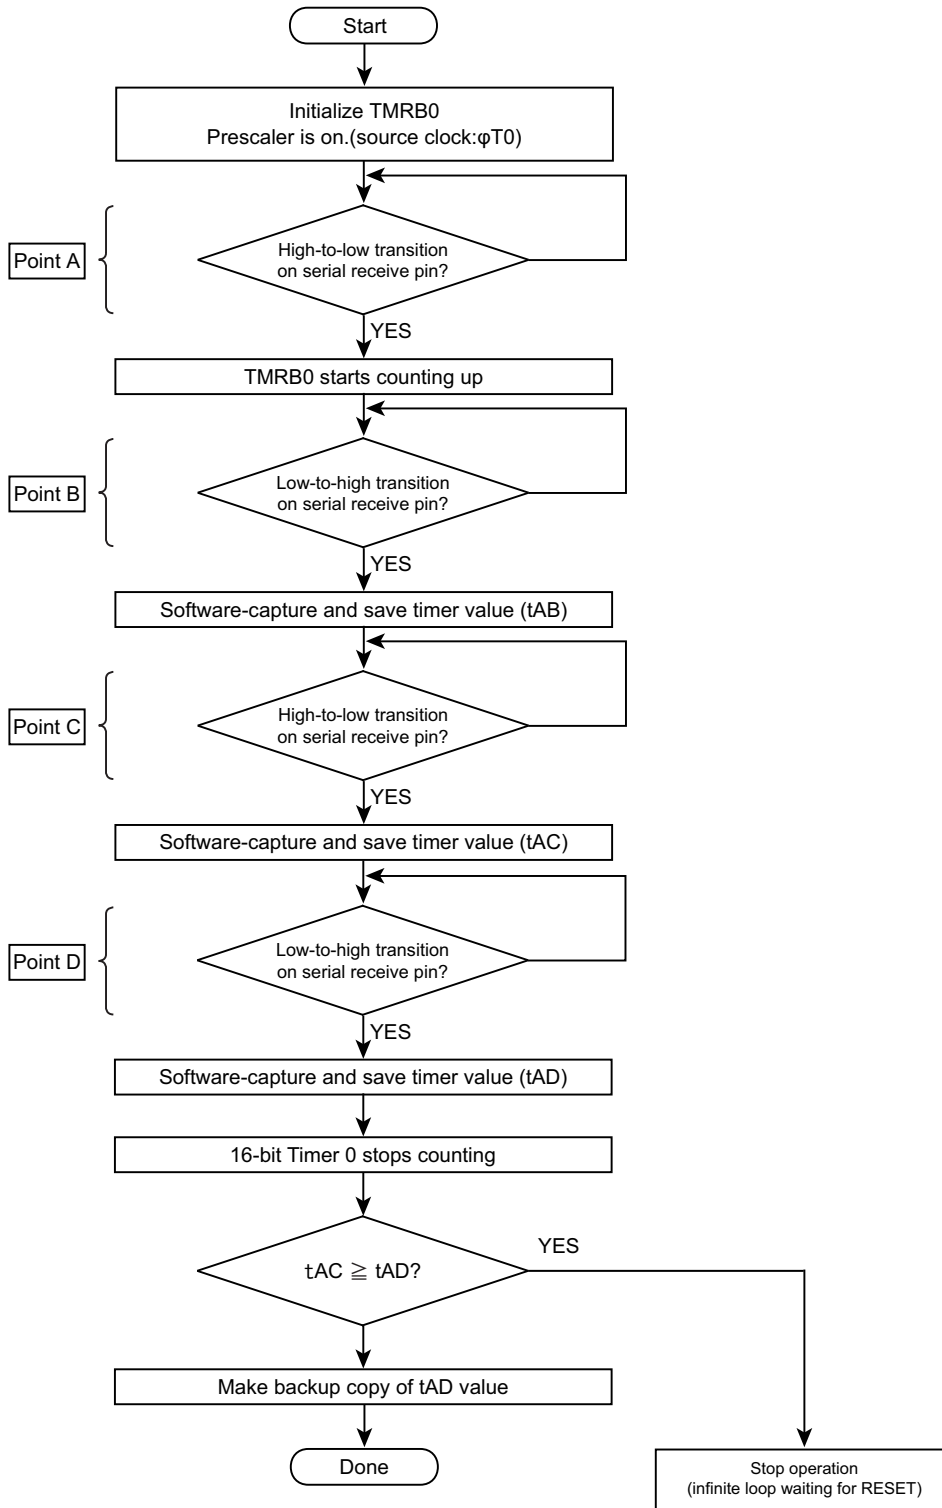 Start
Initialize TMRB0
Prescaler is on.(source clock:φT0)
Point A
High-to-low transition
on serial receive pin?
YES
TMRB0 starts counting up
Point B
Low-to-high transition
on serial receive pin?
YES
Software-capture and save timer value (tAB)
Point C
High-to-low transition
on serial receive pin?
YES
Software-capture and save timer value (tAC)
Point D
Low-to-high transition
on serial receive pin?
YES
Software-capture and save timer value (tAD)
16-bit Timer 0 stops counting
YES
tAC ≧ tAD?
Make backup copy of tAD value
Done
Stop operation
(infinite loop waiting for RESET)